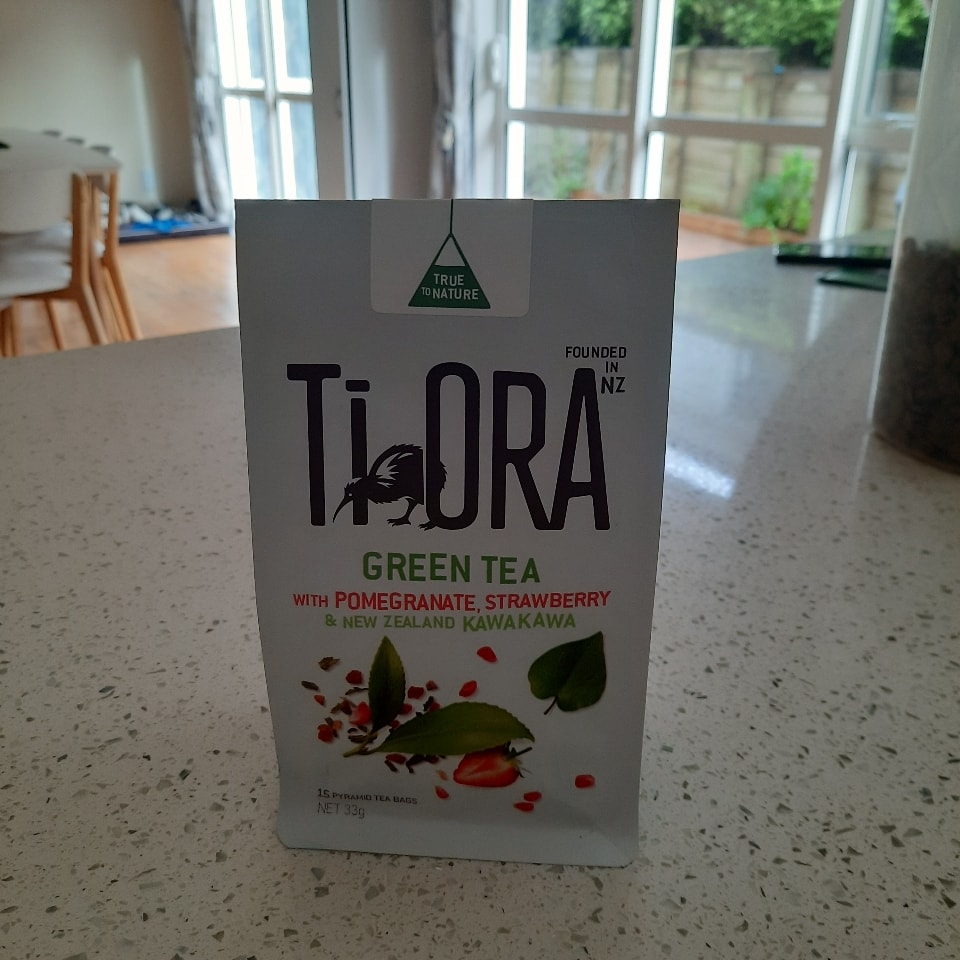 TRUE
TO NATURE
FOUNDED
IN
NZ
Tī ORA
GREEN TEA
WITH POMEGRANATE, STRAWBERRY
& NEW ZEALAND KAWAKAWA
15 PYRAMID TEA BAGS
NET 33g